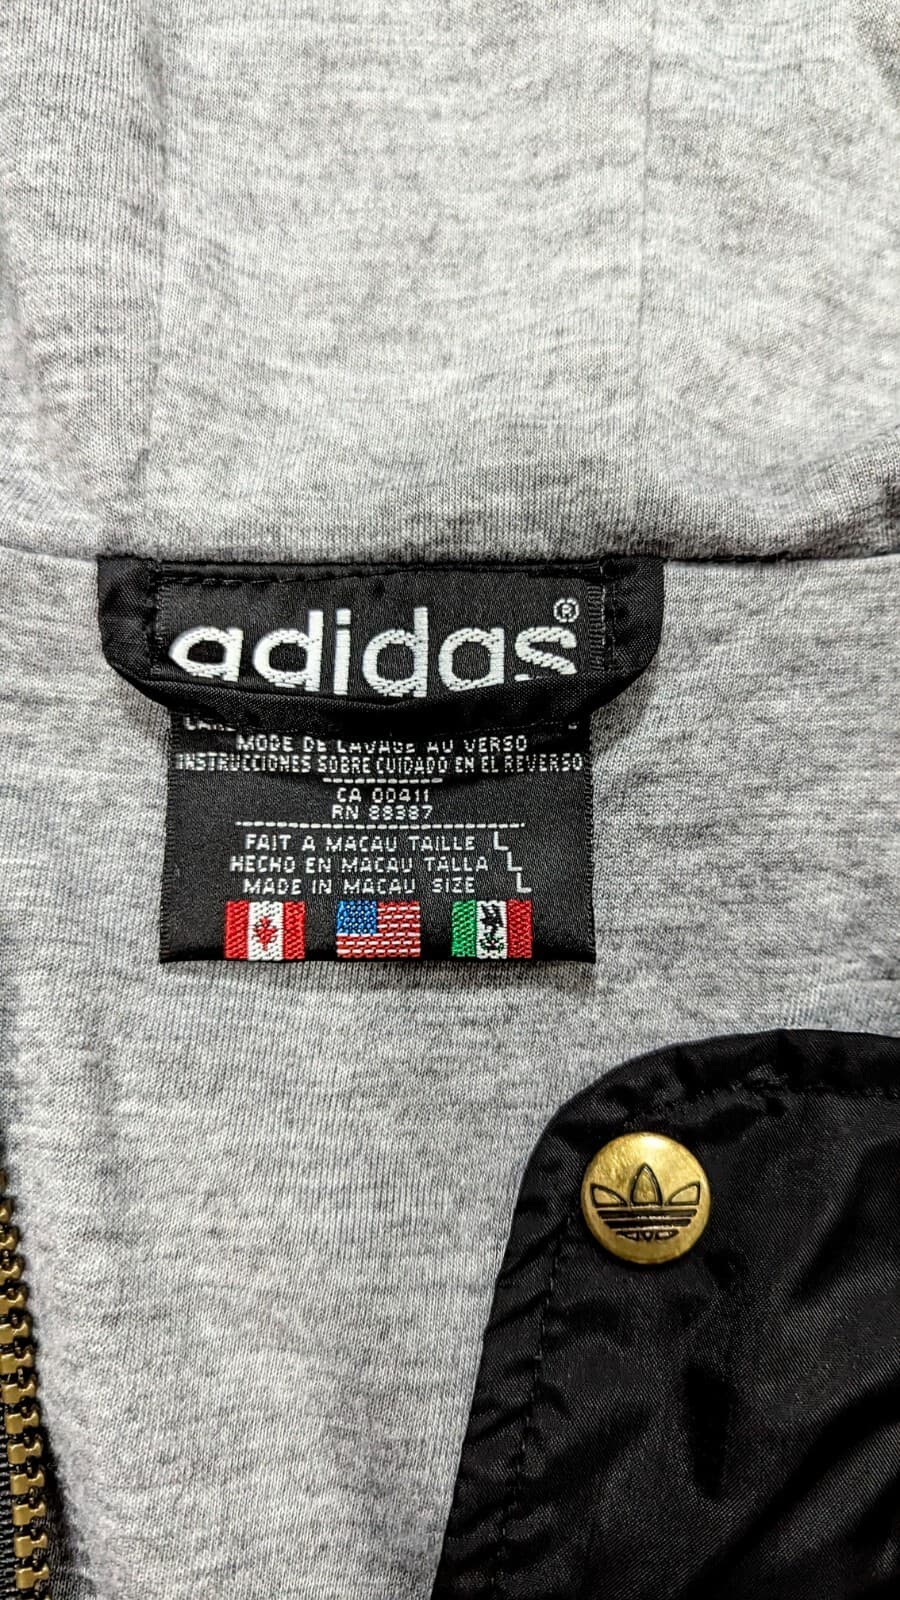 adidas®
MODE DE LAVAGE AU VERSO
INSTRUCCIONES SOBRE CUIDADO EN EL REVERSO
CA 00411
RN 88387
FAIT A MACAU TAILLE L
HECHO EN MACAU TALLA L
MADE IN MACAU SIZE L